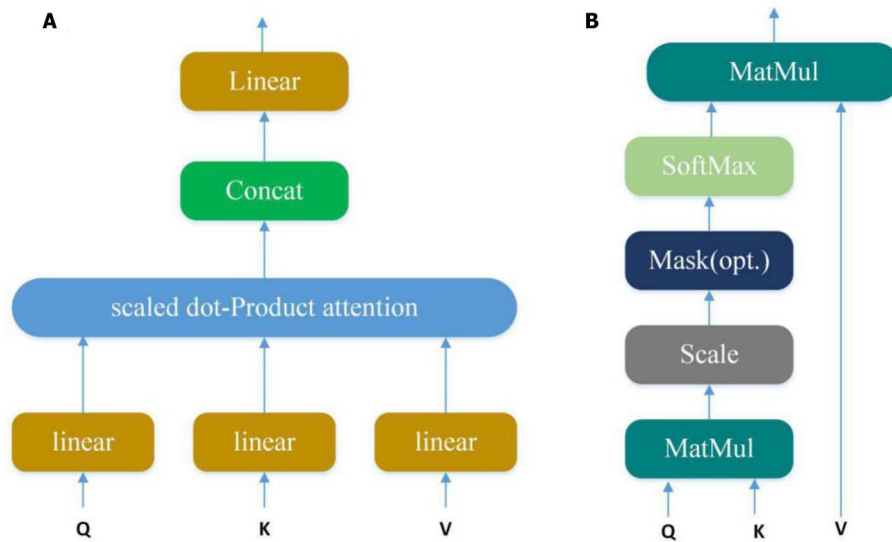 A
Linear
Concat
scaled dot-Product attention
linear linear linear
Q K V
B
MatMul
SoftMax
Mask(opt.)
Scale
MatMul
Q K V